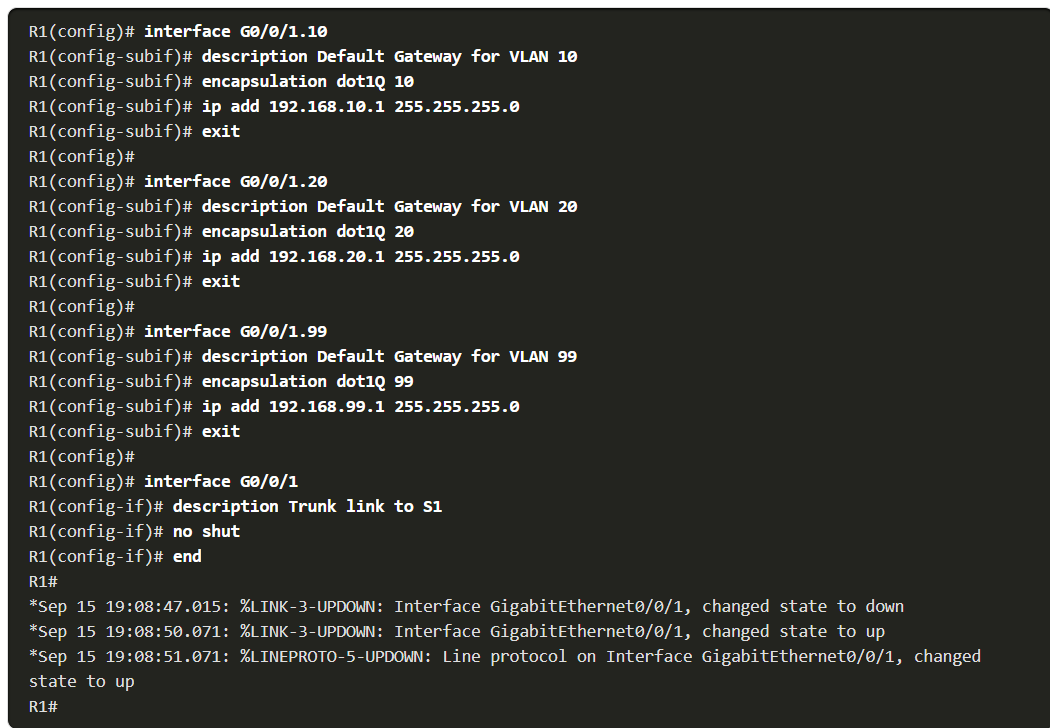 R1(config)# interface G0/0/1.10
R1(config-subif)# description Default Gateway for VLAN 10
R1(config-subif)# encapsulation dot1Q 10
R1(config-subif)# ip add 192.168.10.1 255.255.255.0
R1(config-subif)# exit
R1(config)#
R1(config)# interface G0/0/1.20
R1(config-subif)# description Default Gateway for VLAN 20
R1(config-subif)# encapsulation dot1Q 20
R1(config-subif)# ip add 192.168.20.1 255.255.255.0
R1(config-subif)# exit
R1(config)#
R1(config)# interface G0/0/1.99
R1(config-subif)# description Default Gateway for VLAN 99
R1(config-subif)# encapsulation dot1Q 99
R1(config-subif)# ip add 192.168.99.1 255.255.255.0
R1(config-subif)# exit
R1(config)#
R1(config)# interface G0/0/1
R1(config-if)# description Trunk link to S1
R1(config-if)# no shut
R1(config-if)# end
R1#
*Sep 15 19:08:47.015: %LINK-3-UPDOWN: Interface GigabitEthernet0/0/1, changed state to down
*Sep 15 19:08:50.071: %LINK-3-UPDOWN: Interface GigabitEthernet0/0/1, changed state to up
*Sep 15 19:08:51.071: %LINEPROTO-5-UPDOWN: Line protocol on Interface GigabitEthernet0/0/1, changed
state to up
R1#